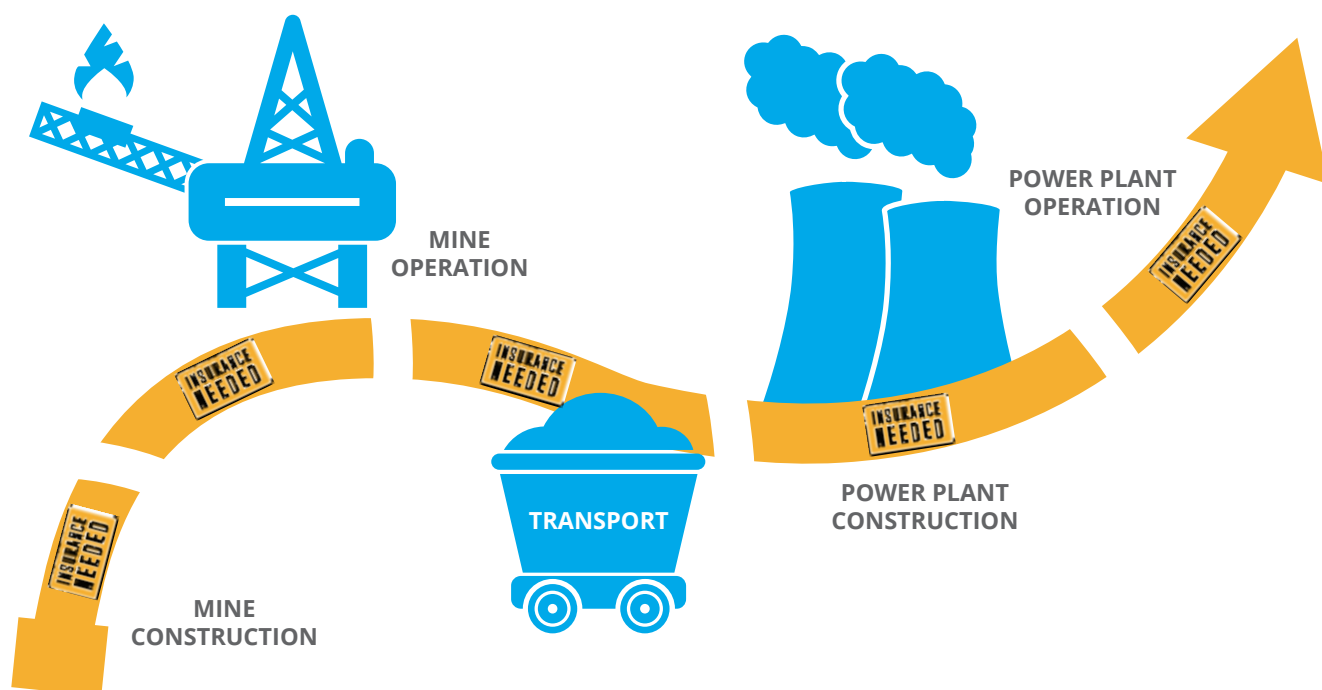 MINE
CONSTRUCTION
INSURANCE
NEEDED
INSURANCE
NEEDED
MINE
OPERATION
INSURANCE
NEEDED
TRANSPORT
INSURANCE
NEEDED
POWER PLANT
CONSTRUCTION
INSURANCE
NEEDED
POWER PLANT
OPERATION